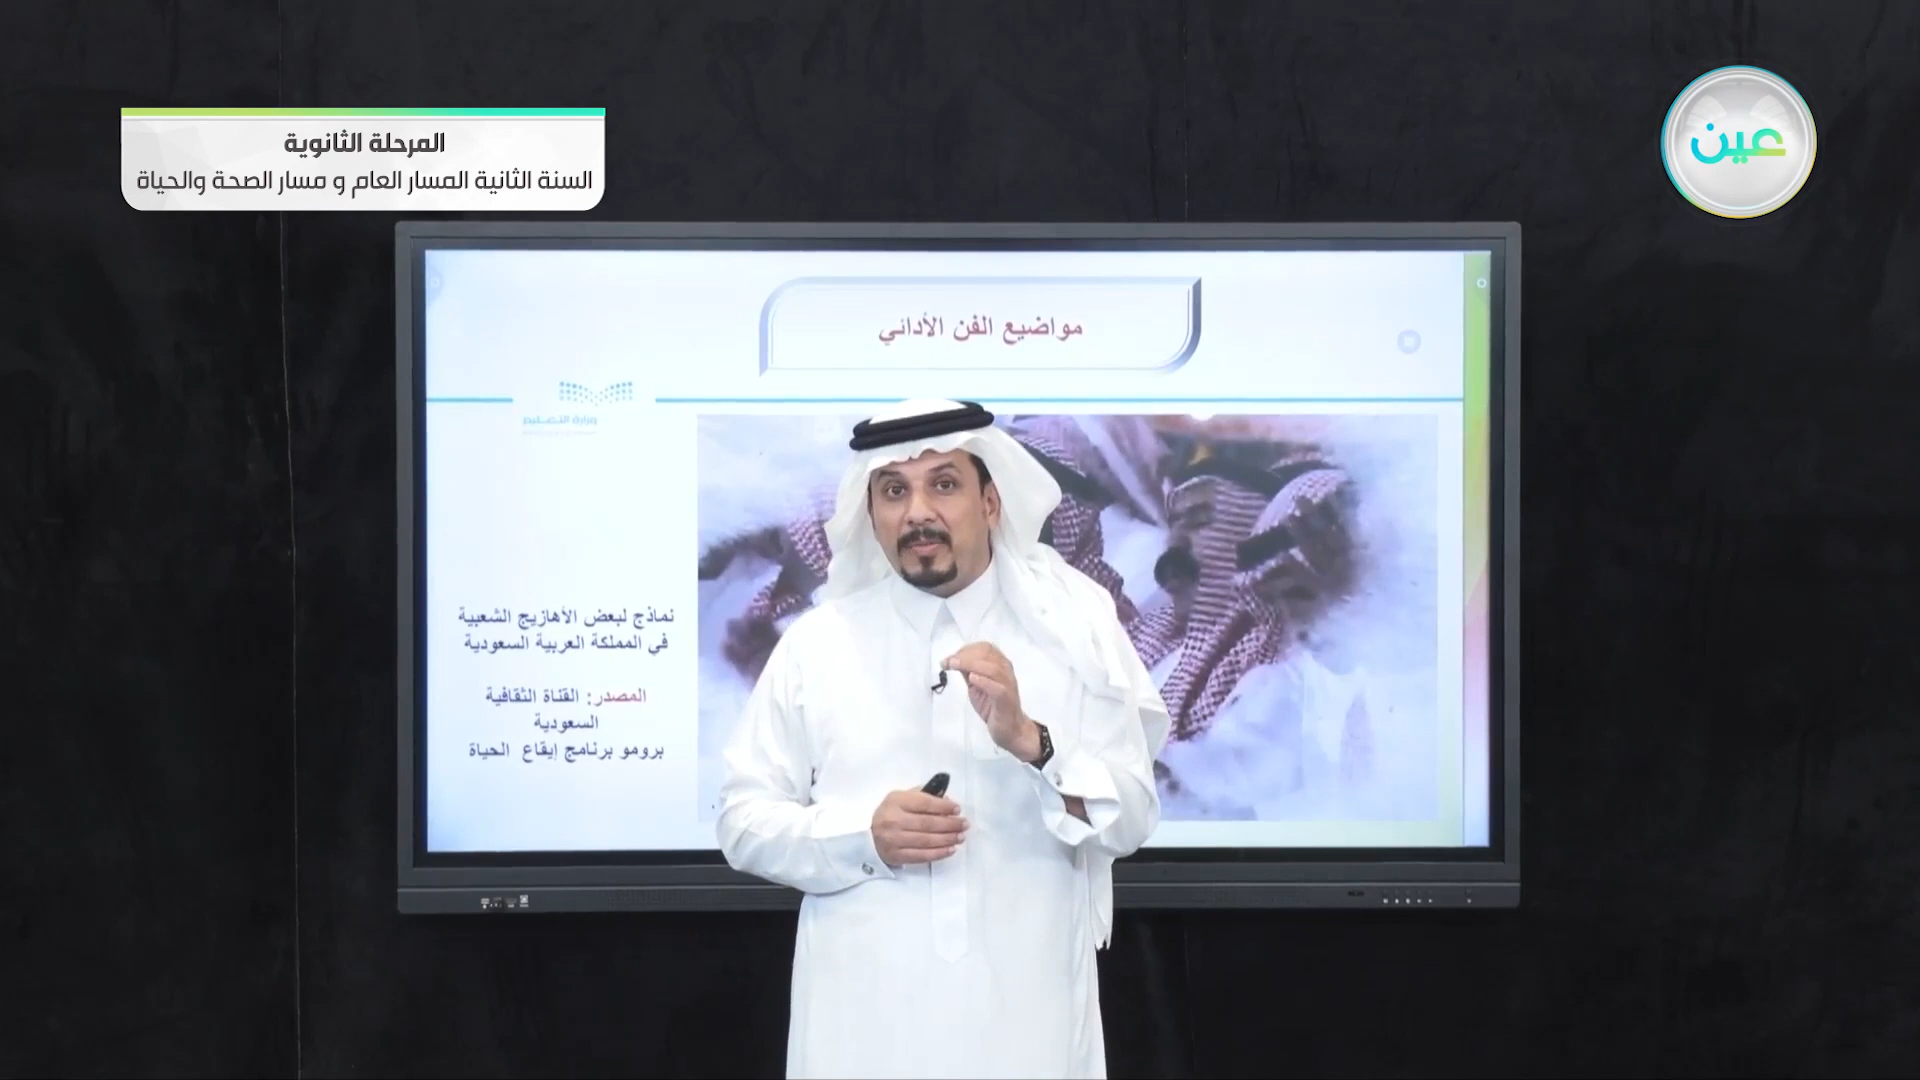 المرحلة الثانوية
السنة الثانية المسار العام و مسار الصحة والحياة
عين
مواضيع الفن الأدائي
وزارة التعليم
نماذج لبعض الأهازيج الشعبية
في المملكة العربية السعودية
المصدر: القناة الثقافية
السعودية
برومو برنامج إيقاع الحياة